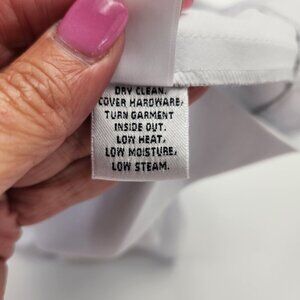 DRY CLEAN.
COVER HARDWARE,
TURN GARMENT
INSIDE OUT.
LOW HEAT,
LOW MOISTURE,
LOW STEAM.